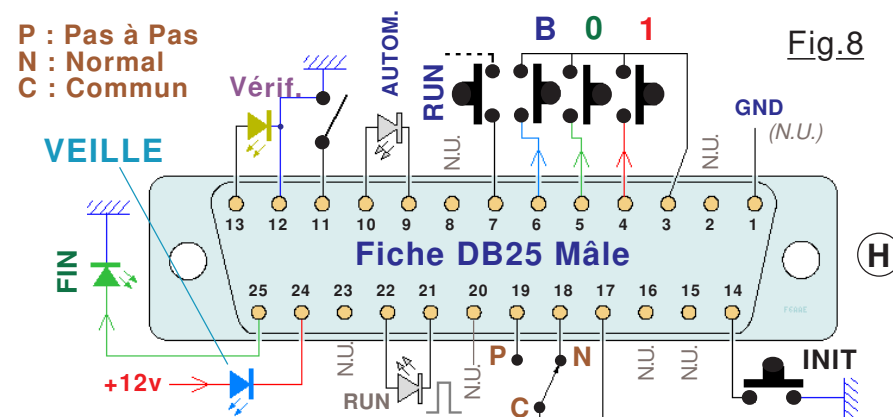 P : Pas à Pas
N : Normal
C : Commun
Vérif.
AUTOM.
RUN
B 0 1
Fig.8
GND
(N.U.)
N.U.
N.U.
VEILLE
13 12 11 10 9 8 7 6 5 4 3 2 1
Fiche DB25 Mâle
H
FIN
25 24 23 22 21 20 19 18 17 16 15 14
FERRE
+12v
N.U.
RUN
N.U.
P
N
C
N.U.
N.U.
INIT